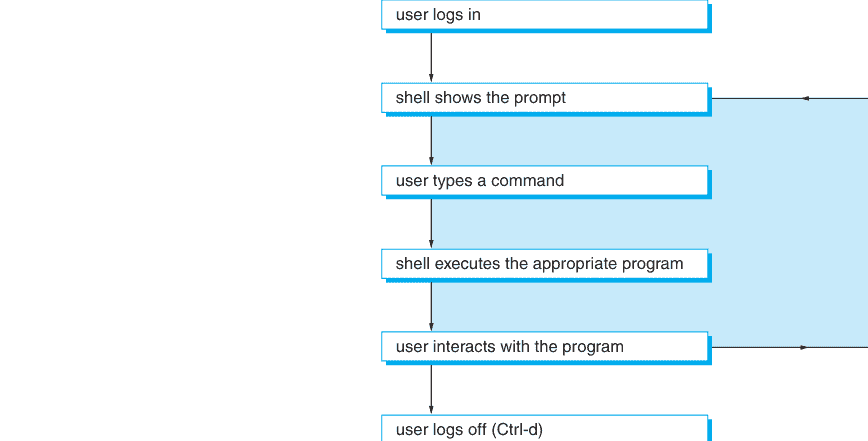 user logs in
shell shows the prompt
user types a command
shell executes the appropriate program
user interacts with the program
user logs off (Ctrl-d)